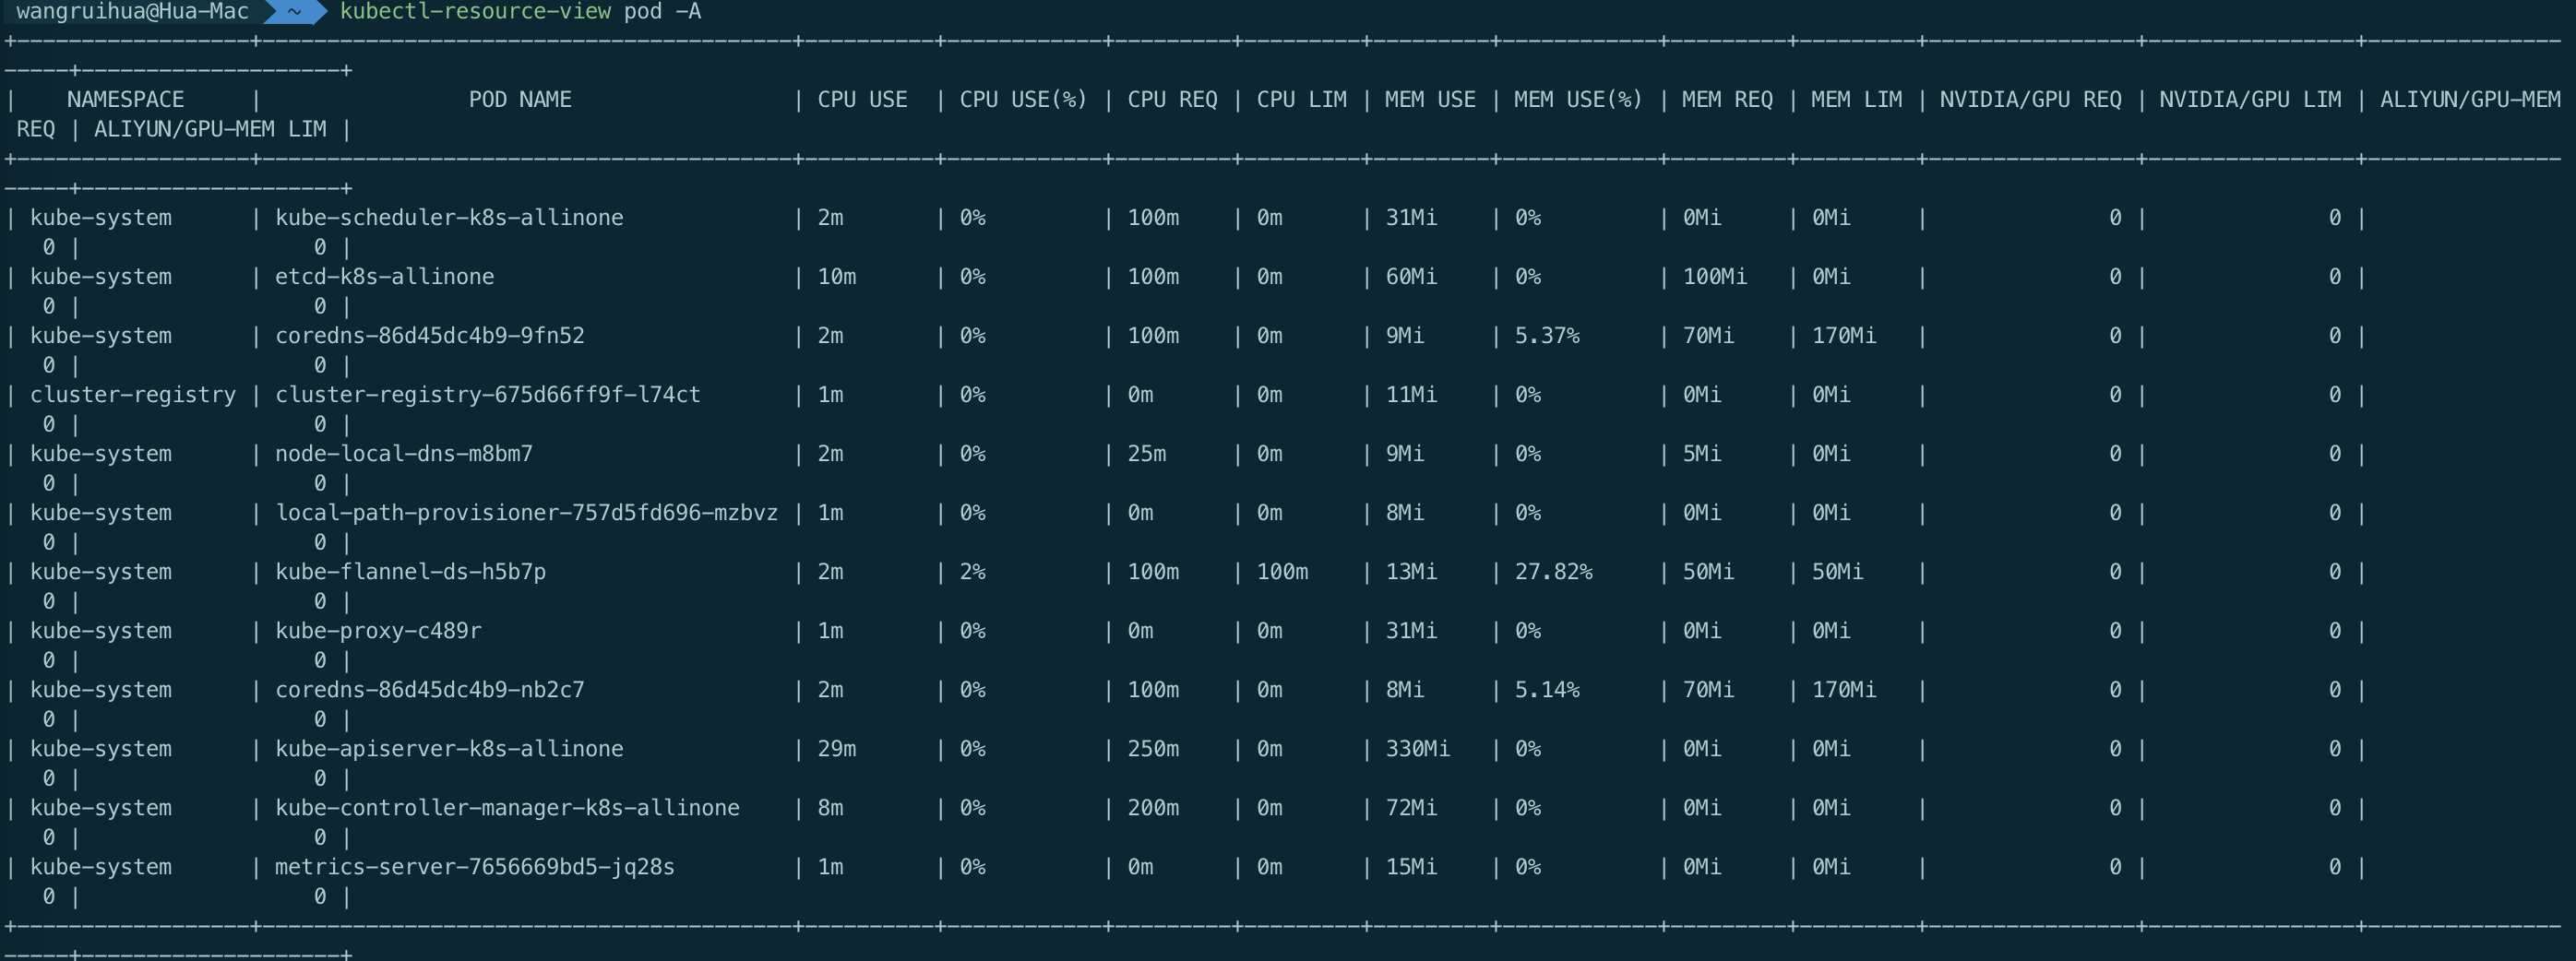 wangruihua@Hua-Mac ~ kubectl-resource-view pod -A
+------------------+-----------------------------------------+----------+------------+---------+---------+---------+------------+---------+---------+----------------+----------------+---------------
-----+--------------------+
| NAMESPACE | POD NAME | CPU USE | CPU USE(%) | CPU REQ | CPU LIM | MEM USE | MEM USE(%) | MEM REQ | MEM LIM | NVIDIA/GPU REQ | NVIDIA/GPU LIM | ALIYUN/GPU-MEM
REQ | ALIYUN/GPU-MEM LIM |
+------------------+-----------------------------------------+----------+------------+---------+---------+---------+------------+---------+---------+----------------+----------------+---------------
-----+--------------------+
| kube-system | kube-scheduler-k8s-allinone | 2m | 0% | 100m | 0m | 31Mi | 0% | 0Mi | 0Mi | 0 | 0 |
0 | 0 |
| kube-system | etcd-k8s-allinone | 10m | 0% | 100m | 0m | 60Mi | 0% | 100Mi | 0Mi | 0 | 0 |
0 | 0 |
| kube-system | coredns-86d45dc4b9-9fn52 | 2m | 0% | 100m | 0m | 9Mi | 5.37% | 70Mi | 170Mi | 0 | 0 |
0 | 0 |
| cluster-registry | cluster-registry-675d66ff9f-l74ct | 1m | 0% | 0m | 0m | 11Mi | 0% | 0Mi | 0Mi | 0 | 0 |
0 | 0 |
| kube-system | node-local-dns-m8bm7 | 2m | 0% | 25m | 0m | 9Mi | 0% | 5Mi | 0Mi | 0 | 0 |
0 | 0 |
| kube-system | local-path-provisioner-757d5fd696-mzbvz | 1m | 0% | 0m | 0m | 8Mi | 0% | 0Mi | 0Mi | 0 | 0 |
0 | 0 |
| kube-system | kube-flannel-ds-h5b7p | 2m | 2% | 100m | 100m | 13Mi | 27.82% | 50Mi | 50Mi | 0 | 0 |
0 | 0 |
| kube-system | kube-proxy-c489r | 1m | 0% | 0m | 0m | 31Mi | 0% | 0Mi | 0Mi | 0 | 0 |
0 | 0 |
| kube-system | coredns-86d45dc4b9-nb2c7 | 2m | 0% | 100m | 0m | 8Mi | 5.14% | 70Mi | 170Mi | 0 | 0 |
0 | 0 |
| kube-system | kube-apiserver-k8s-allinone | 29m | 0% | 250m | 0m | 330Mi | 0% | 0Mi | 0Mi | 0 | 0 |
0 | 0 |
| kube-system | kube-controller-manager-k8s-allinone | 8m | 0% | 200m | 0m | 72Mi | 0% | 0Mi | 0Mi | 0 | 0 |
0 | 0 |
| kube-system | metrics-server-7656669bd5-jq28s | 1m | 0% | 0m | 0m | 15Mi | 0% | 0Mi | 0Mi | 0 | 0 |
0 | 0 |
+------------------+-----------------------------------------+----------+------------+---------+---------+---------+------------+---------+---------+----------------+----------------+---------------
-----+--------------------+